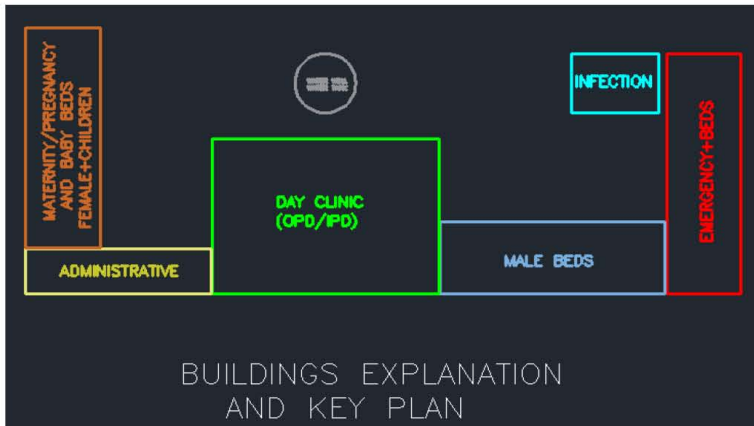 MATERNITY/PREGNANCY
AND BABY BEDS
FEMALE+CHILDREN
INFECTION
EMERGENCY+BEDS
DAY CLINIC
(OPD/IPD)
ADMINISTRATIVE
MALE BEDS
BUILDINGS EXPLANATION
AND KEY PLAN